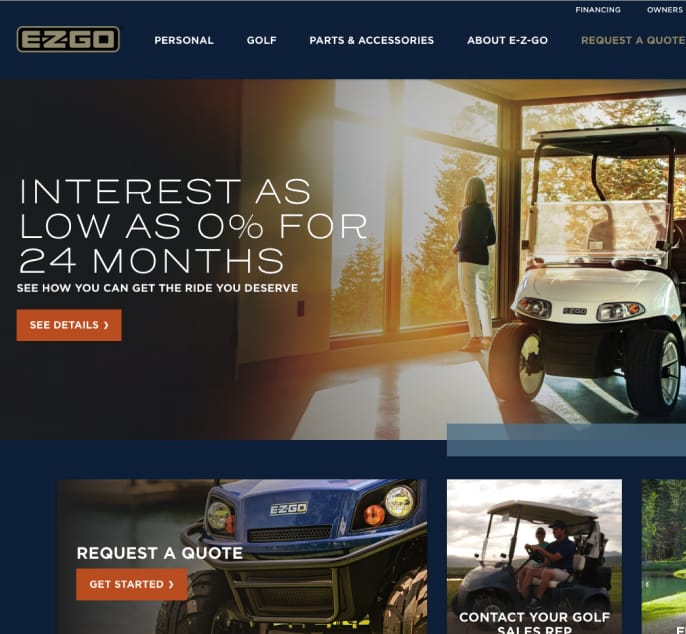 FINANCING
OWNERS
E-Z-GO
PERSONAL
GOLF
PARTS & ACCESSORIES
ABOUT E-Z-GO
REQUEST A QUOTE
INTEREST AS
LOW AS 0% FOR
24 MONTHS
SEE HOW YOU CAN GET THE RIDE YOU DESERVE
SEE DETAILS ›
E-Z-GO
E-Z-GO
REQUEST A QUOTE
GET STARTED ›
CONTACT YOUR GOLF
SALES REP